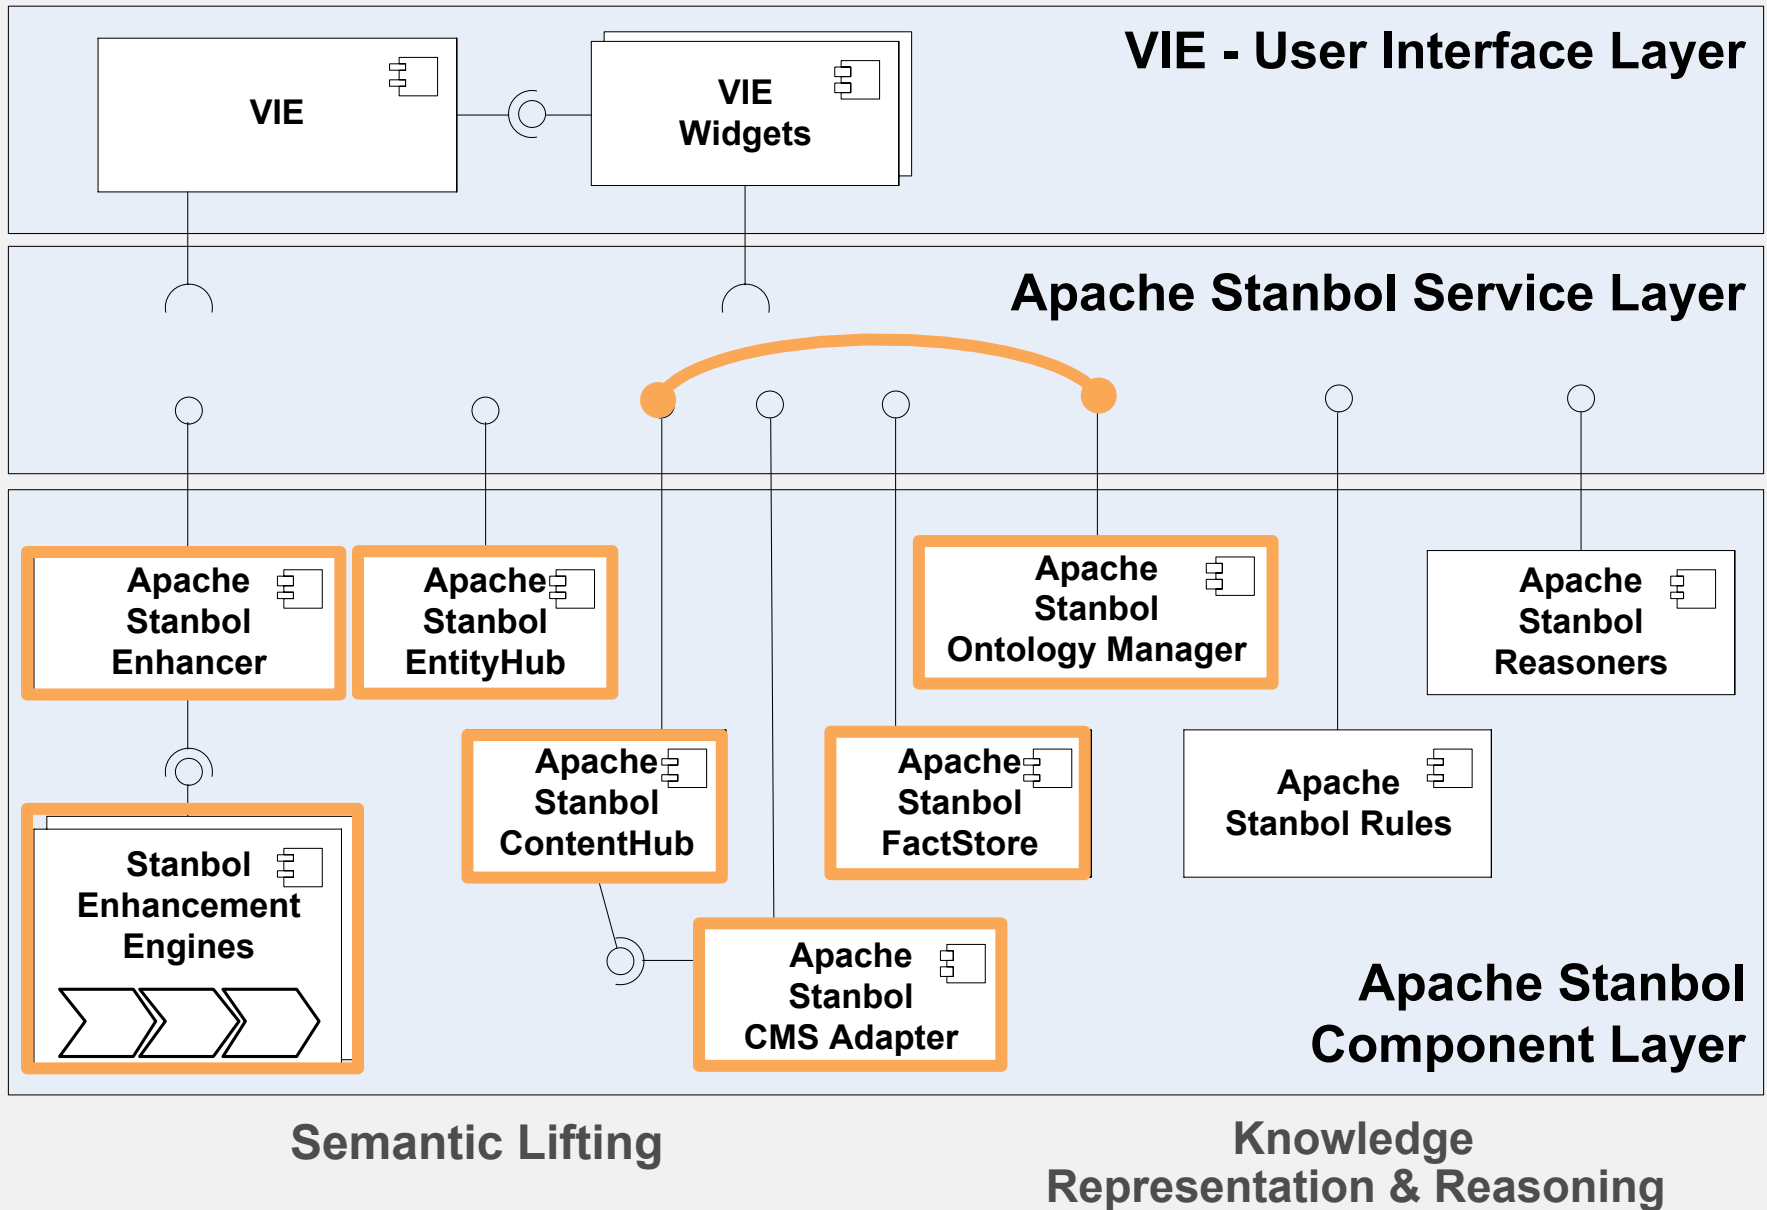 VIE - User Interface Layer
VIE
VIE
Widgets
Apache Stanbol Service Layer
Apache
Stanbol
Enhancer
Apache
Stanbol
EntityHub
Apache
Stanbol
Ontology Manager
Apache
Stanbol
Reasoners
Apache
Stanbol
ContentHub
Apache
Stanbol
FactStore
Apache
Stanbol Rules
Stanbol
Enhancement
Engines
Apache
Stanbol
CMS Adapter
Apache Stanbol
Component Layer
Semantic Lifting
Knowledge
Representation & Reasoning